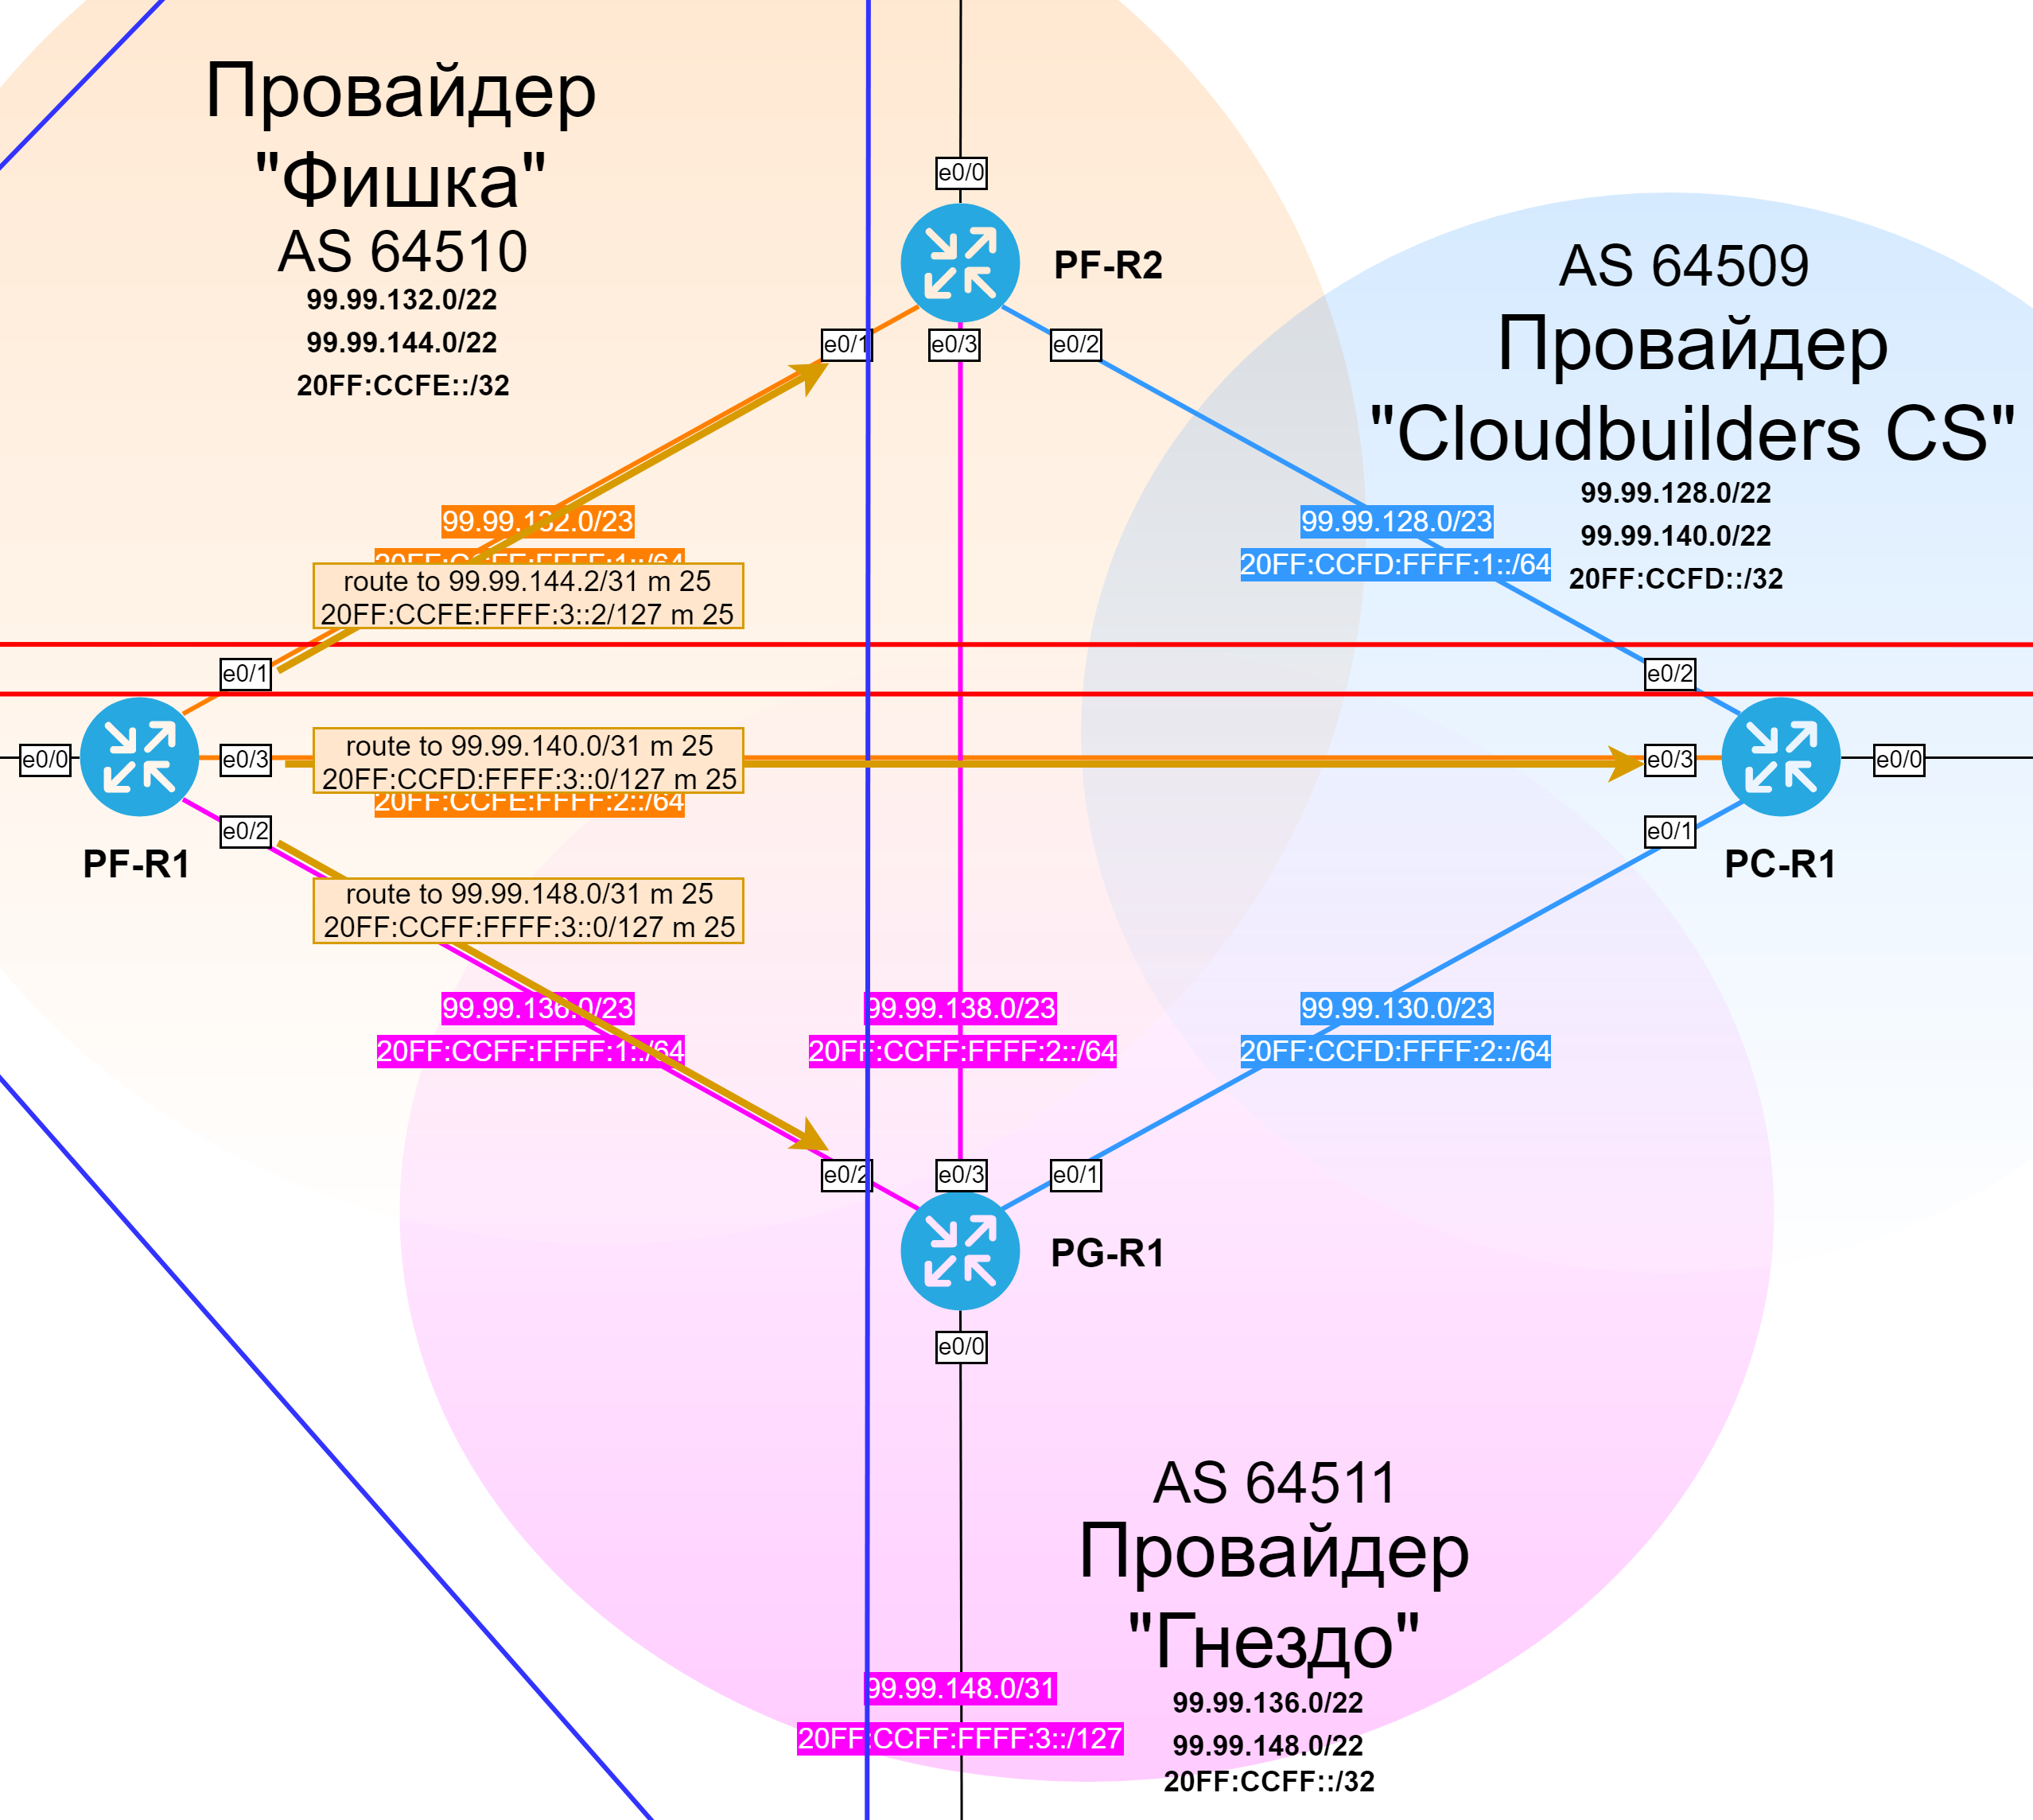 Провайдер
"Фишка"
AS 64510
99.99.132.0/22
99.99.144.0/22
20FF:CCFE::/32
e0/0
PF-R2
e0/1
e0/3
e0/2
AS 64509
Провайдер
"Cloudbuilders CS"
99.99.128.0/22
99.99.140.0/22
20FF:CCFD::/32
99.99.132.0/23
20FF:CCFE:FFFF:1::/64
route to 99.99.144.2/31 m 25
20FF:CCFE:FFFF:3::2/127 m 25
99.99.128.0/23
20FF:CCFD:FFFF:1::/64
e0/1
e0/2
e0/0
e0/3
route to 99.99.140.0/31 m 25
20FF:CCFD:FFFF:3::0/127 m 25
20FF:CCFE:FFFF:2::/64
e0/3
e0/0
e0/2
e0/1
PF-R1
PC-R1
route to 99.99.148.0/31 m 25
20FF:CCFF:FFFF:3::0/127 m 25
99.99.136.0/23
20FF:CCFF:FFFF:1::/64
99.99.138.0/23
20FF:CCFF:FFFF:2::/64
99.99.130.0/23
20FF:CCFD:FFFF:2::/64
e0/2
e0/3
e0/1
PG-R1
e0/0
AS 64511
Провайдер
"Гнездо"
99.99.148.0/31
20FF:CCFF:FFFF:3::/127
99.99.136.0/22
99.99.148.0/22
20FF:CCFF::/32